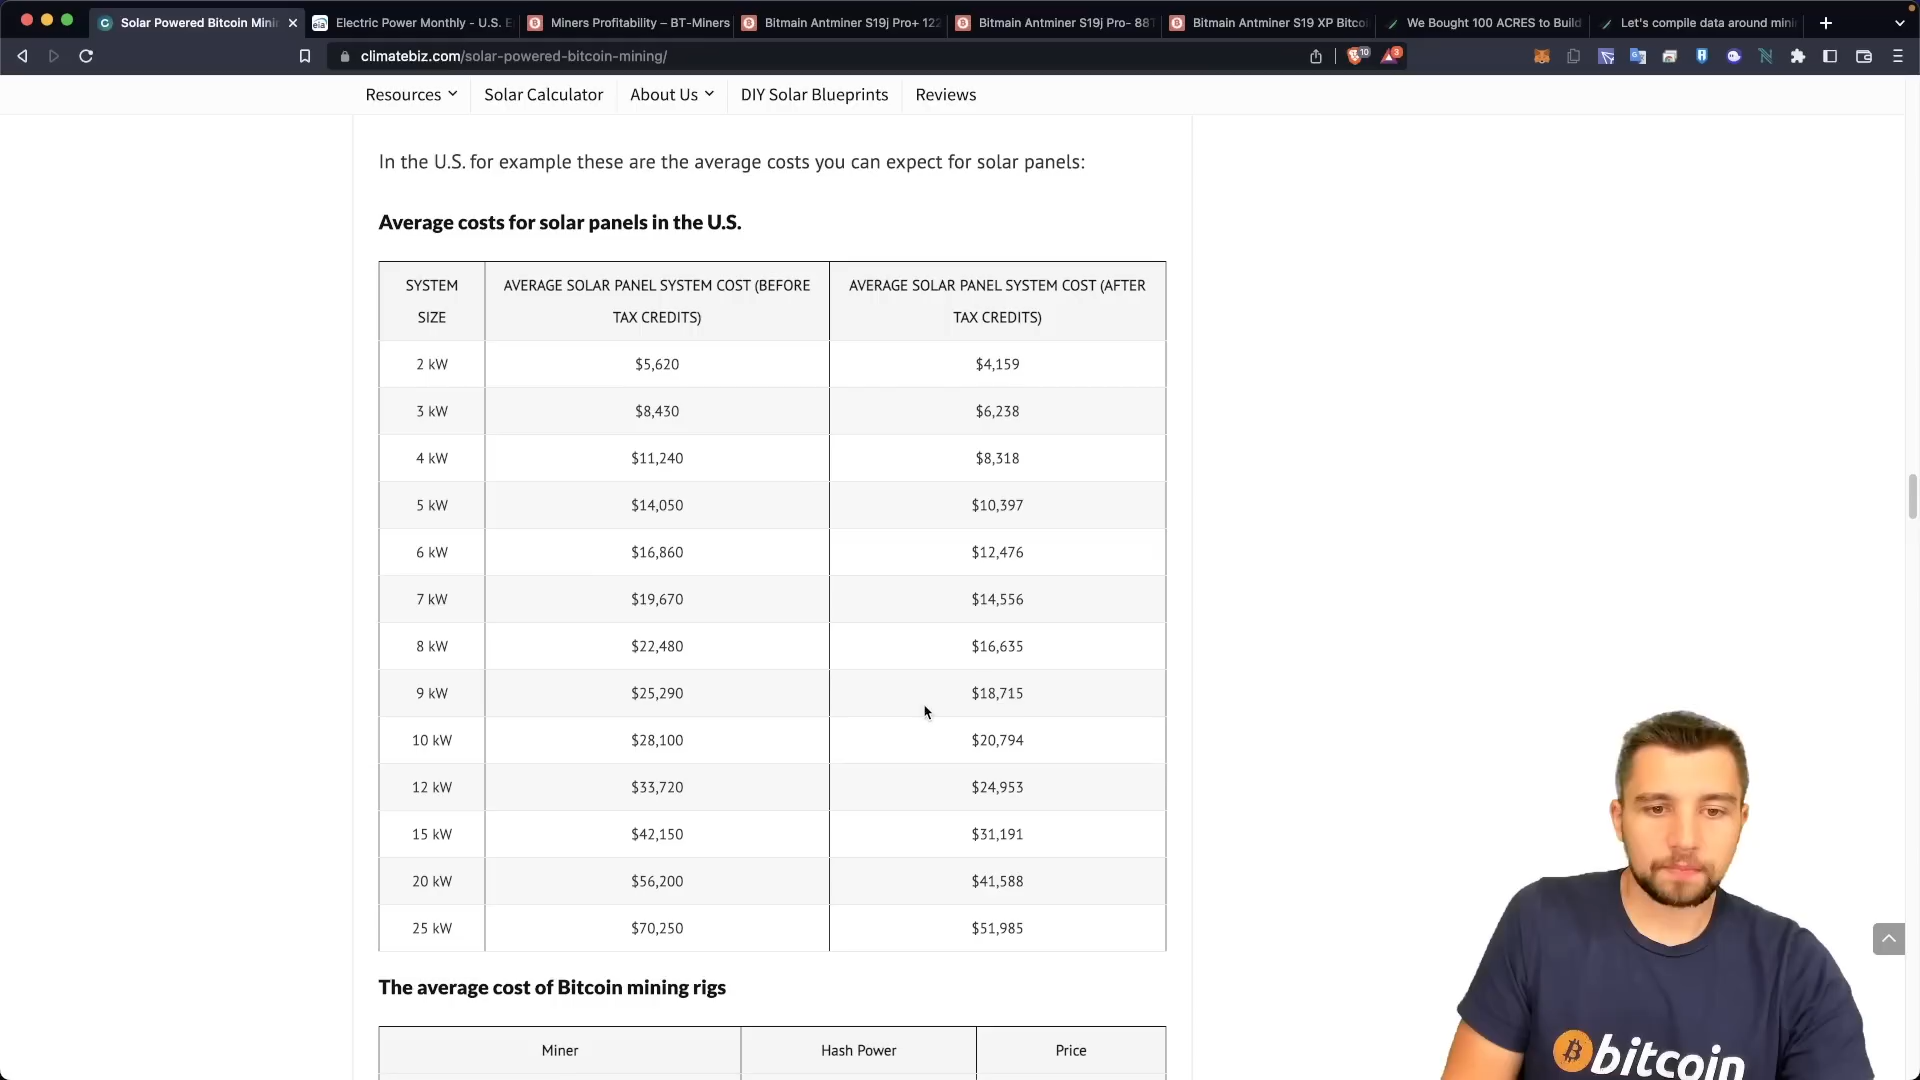 Solar Powered Bitcoin Mini
Electric Power Monthly - U.S. E
Miners Profitability – BT-Miners
Bitmain Antminer S19j Pro+ 122
Bitmain Antminer S19j Pro- 88T
Bitmain Antminer S19 XP Bitco
We Bought 100 ACRES to Build
Let's compile data around mini
climatebiz.com/solar-powered-bitcoin-mining/
10
3
Resources
Solar Calculator
About Us
DIY Solar Blueprints
Reviews
In the U.S. for example these are the average costs you can expect for solar panels:
Average costs for solar panels in the U.S.
SYSTEM SIZE
AVERAGE SOLAR PANEL SYSTEM COST (BEFORE TAX CREDITS)
AVERAGE SOLAR PANEL SYSTEM COST (AFTER TAX CREDITS)
2 kW $5,620 $4,159
3 kW $8,430 $6,238
4 kW $11,240 $8,318
5 kW $14,050 $10,397
6 kW $16,860 $12,476
7 kW $19,670 $14,556
8 kW $22,480 $16,635
9 kW $25,290 $18,715
10 kW $28,100 $20,794
12 kW $33,720 $24,953
15 kW $42,150 $31,191
20 kW $56,200 $41,588
25 kW $70,250 $51,985
The average cost of Bitcoin mining rigs
Miner Hash Power Price
bitcoin